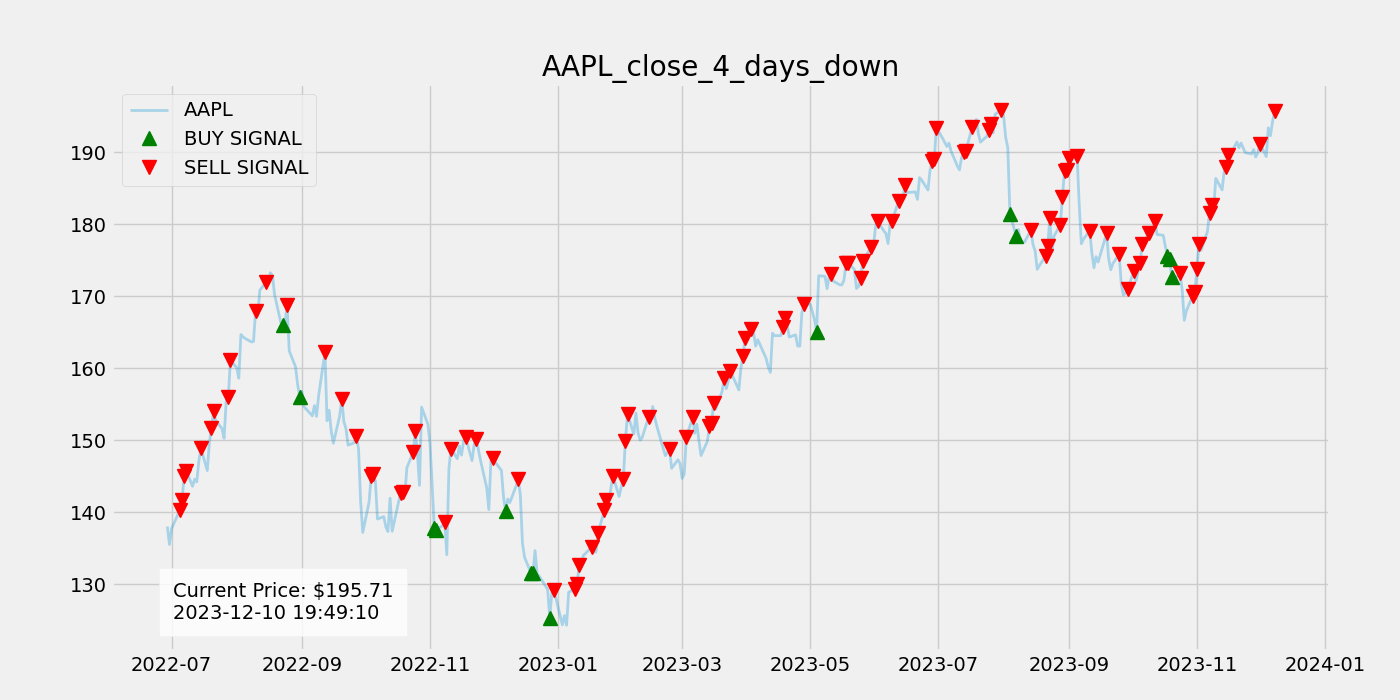 AAPL_close_4_days_down
AAPL
BUY SIGNAL
SELL SIGNAL
190
180
170
160
150
140
130
Current Price: $195.71
2023-12-10 19:49:10
2022-07 2022-09 2022-11 2023-01 2023-03 2023-05 2023-07 2023-09 2023-11 2024-01